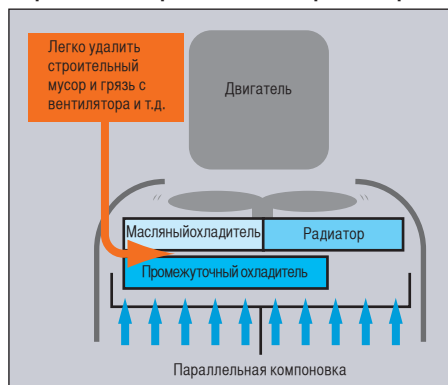 Легко удалить
строительный
мусор и грязь с
вентилятора и т.д.
Двигатель
Масляныйохладитель
Радиатор
Промежуточный охладитель
Параллельная компоновка